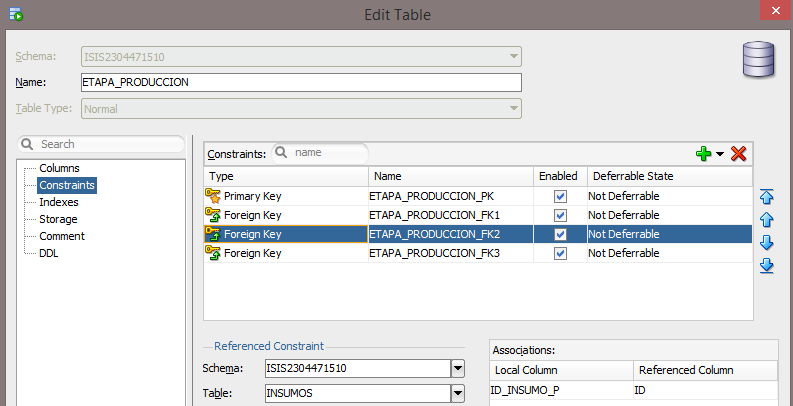 Edit Table
Schema: ISIS2304471510
Name: ETAPA_PRODUCCION
Table Type: Normal
Search
Columns
Constraints
Indexes
Storage
Comment
DDL
Constraints: name
Type Name Enabled Deferrable State
Primary Key ETAPA_PRODUCCION_PK Not Deferrable
Foreign Key ETAPA_PRODUCCION_FK1 Not Deferrable
Foreign Key ETAPA_PRODUCCION_FK2 Not Deferrable
Foreign Key ETAPA_PRODUCCION_FK3 Not Deferrable
Referenced Constraint
Schema: ISIS2304471510
Table: INSUMOS
Associations:
Local Column Referenced Column
ID_INSUMO_P ID